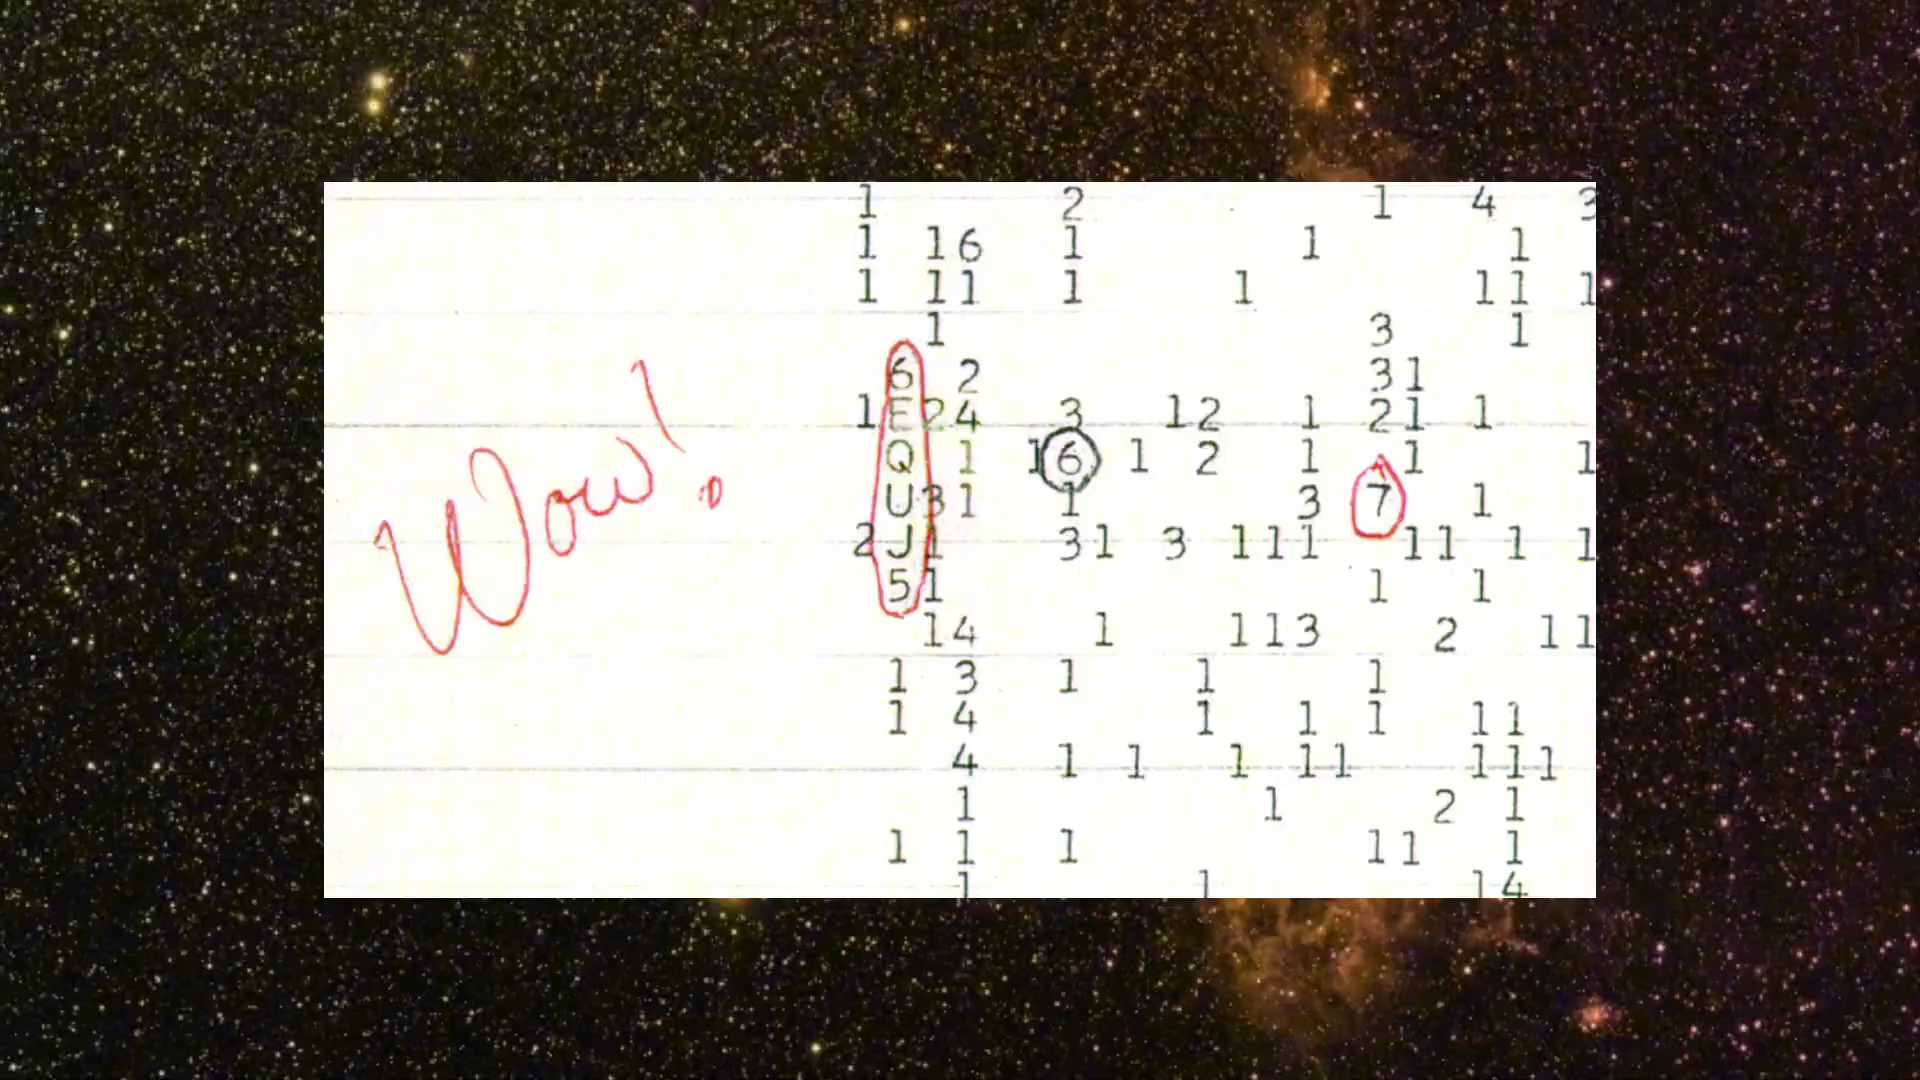 1 2 1 4 3
1 16 1 1 1
1 11 1 1 11 1
1 3 1
6 2 31
1E24 3 12 1 21 1
Wow! Q 1 16 1 2 1 1 1
U31 1 3 7 1
2J1 31 3 111 11 1 1
51 1 1
14 1 113 2 11
1 3 1 1 1
1 4 1 1 1 11
4 1 1 1 11 111
1 1 2 1
1 1 1 11 1
1 1 14